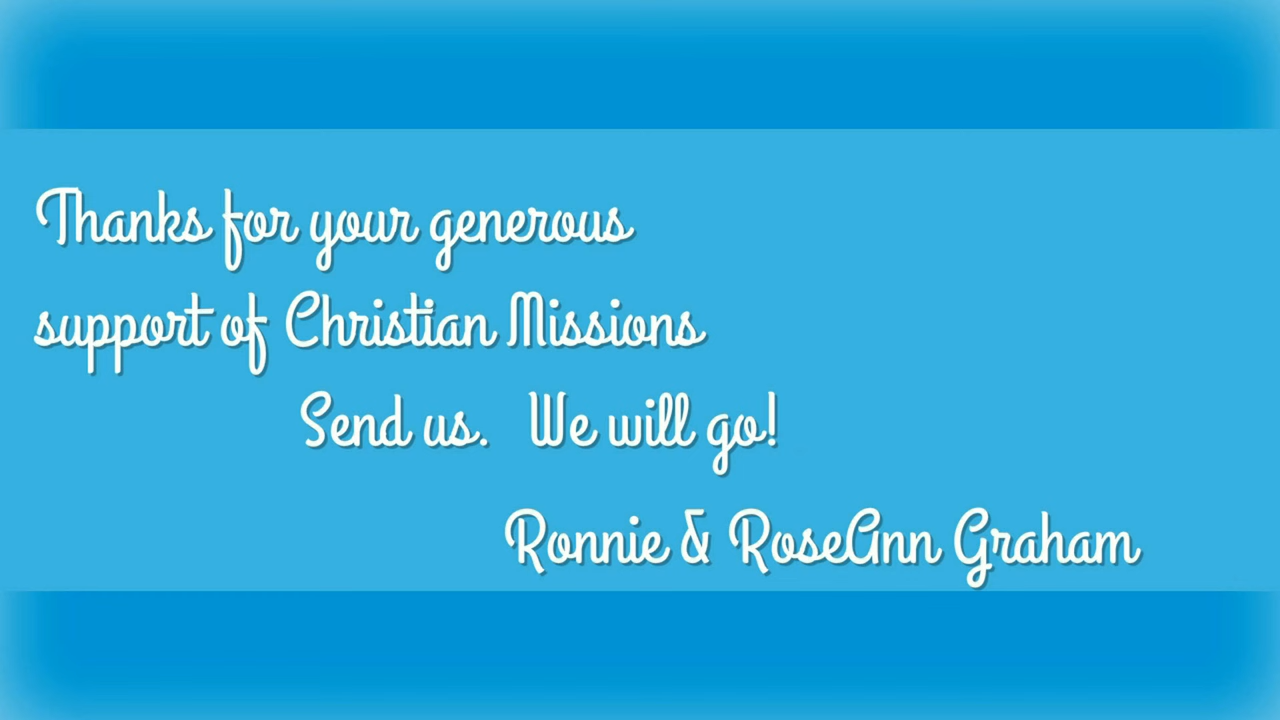 Thanks for your generous
support of Christian Missions
Send us. We will go!
Ronnie & RoseAnn Graham